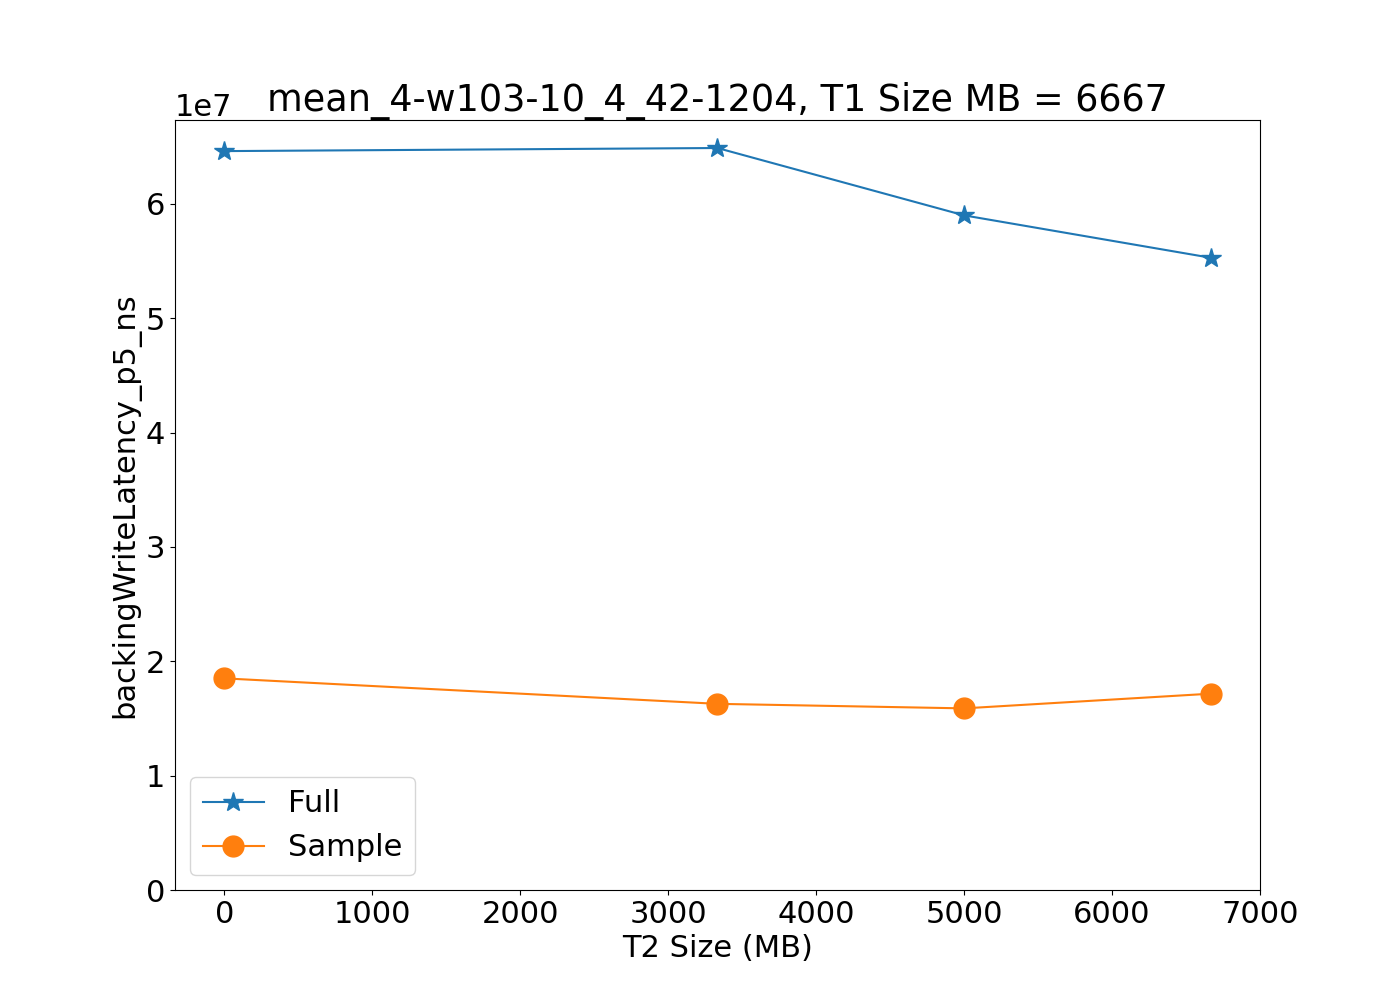 1e7
mean_4-w103-10_4_42-1204, T1 Size MB = 6667
backingWriteLatency_p5_ns
6
5
4
3
2
1
0
Full
Sample
0 1000 2000 3000 4000 5000 6000 7000
T2 Size (MB)